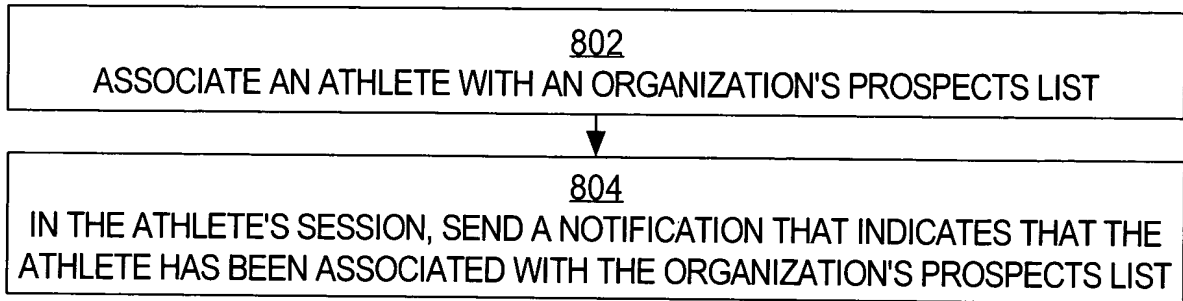 802
ASSOCIATE AN ATHLETE WITH AN ORGANIZATION'S PROSPECTS LIST
804
IN THE ATHLETE'S SESSION, SEND A NOTIFICATION THAT INDICATES THAT THE
ATHLETE HAS BEEN ASSOCIATED WITH THE ORGANIZATION'S PROSPECTS LIST